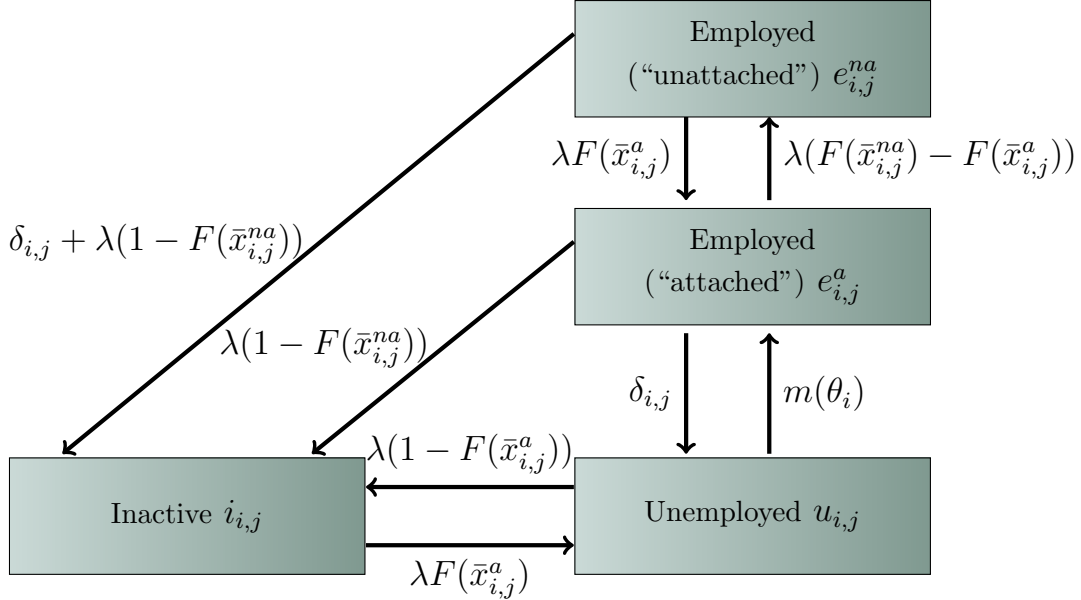 Employed
(“unattached”) $e_{i,j}^{na}$
$\lambda F(\bar{x}_{i,j}^{a})$
$\lambda(F(\bar{x}_{i,j}^{na}) - F(\bar{x}_{i,j}^{a}))$
$\delta_{i,j} + \lambda(1 - F(\bar{x}_{i,j}^{na}))$
Employed
(“attached”) $e_{i,j}^{a}$
$\lambda(1 - F(\bar{x}_{i,j}^{na}))$
$\delta_{i,j}$
$m(\theta_i)$
$\lambda(1 - F(\bar{x}_{i,j}^{a}))$
Inactive $i_{i,j}$
Unemployed $u_{i,j}$
$\lambda F(\bar{x}_{i,j}^{a})$